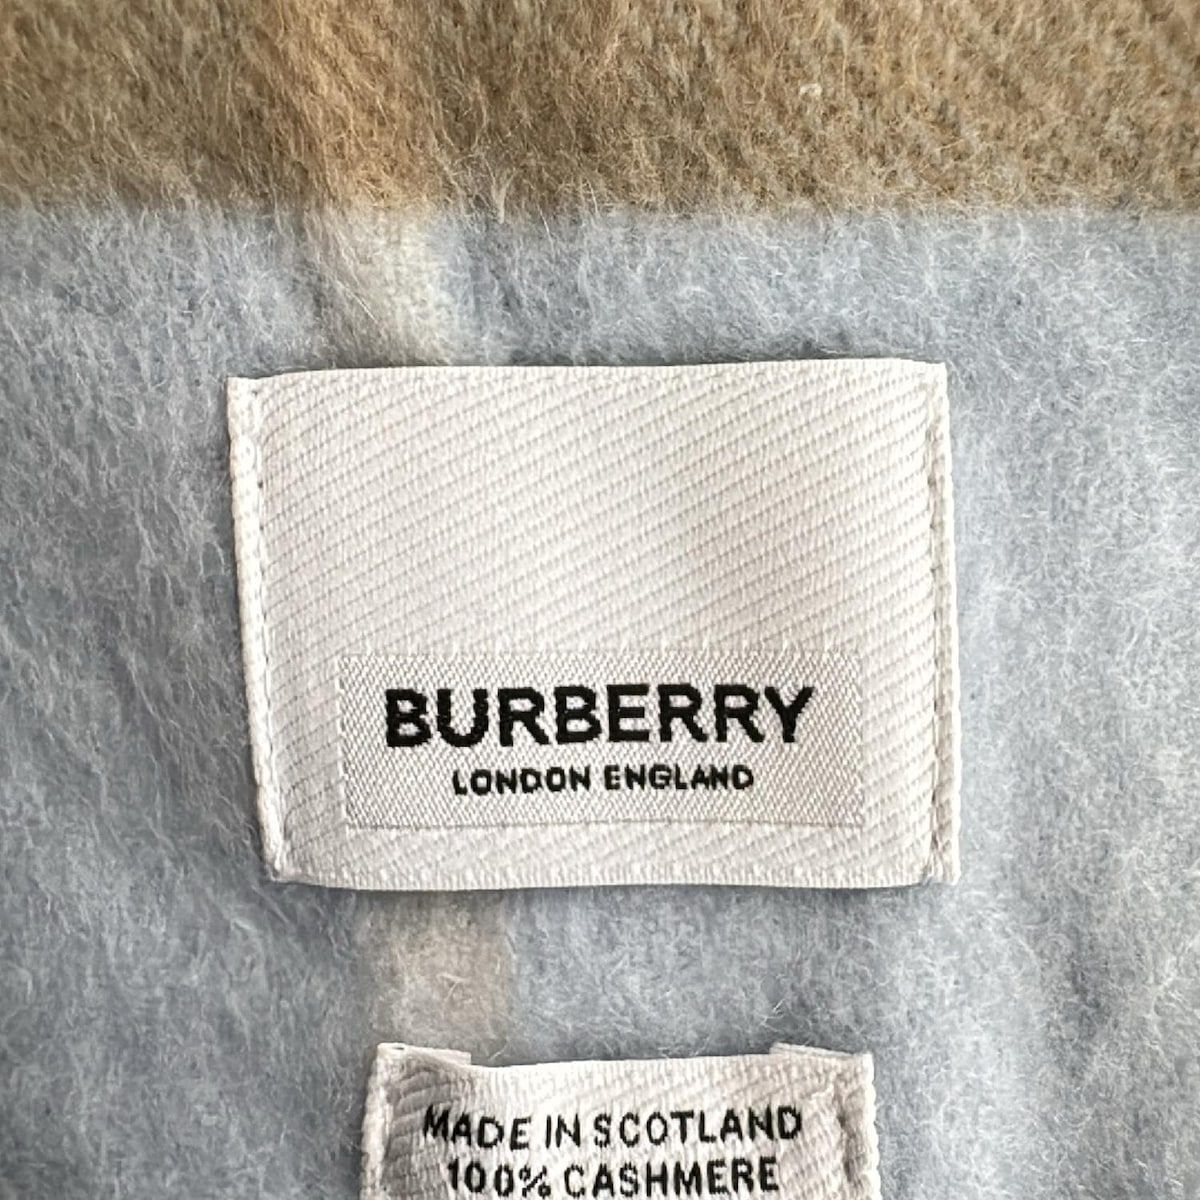 BURBERRY
LONDON ENGLAND
MADE IN SCOTLAND
100% CASHMERE